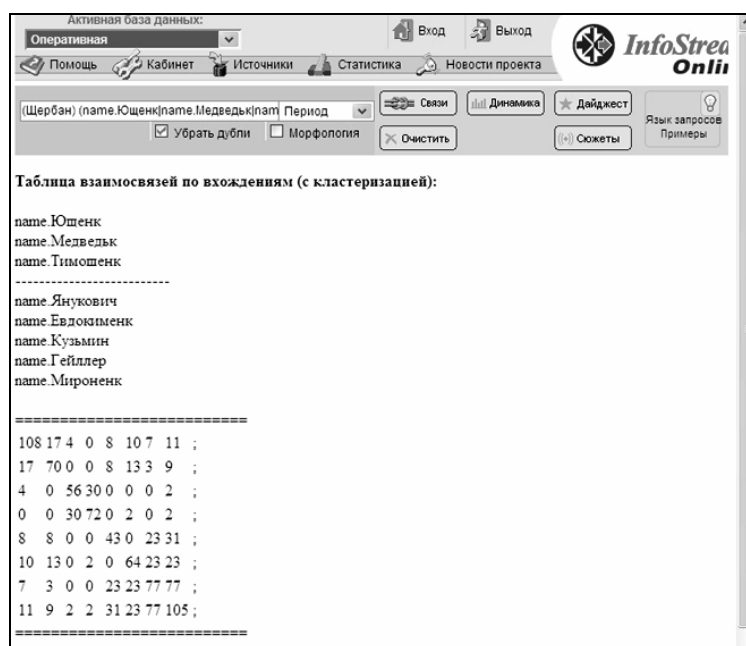 Активная база данных:
Оперативная
Вход
Выход
InfoStrea
Onlin
Помощь
Кабинет
Источники
Статистика
Новости проекта
(Щербан) (name.Ющенк|name.Медведьк|nam
Период
Связи
Динамика
Дайджест
Язык запросов
Примеры
Убрать дубли
Морфология
Очистить
Сюжеты
Таблица взаимосвязей по вхождениям (с кластеризацией):
name.Ющенк
name.Медведьк
name.Тимошенк
--------------------------
name.Янукович
name.Евдокименк
name.Кузьмин
name.Гейллер
name.Мироненк
==========================
108 17 4 0 8 10 7 11 ;
17 70 0 0 8 13 3 9 ;
4 0 56 30 0 0 0 2 ;
0 0 30 72 0 2 0 2 ;
8 8 0 0 43 0 23 31 ;
10 13 0 2 0 64 23 23 ;
7 3 0 0 23 23 77 77 ;
11 9 2 2 31 23 77 105 ;
==========================